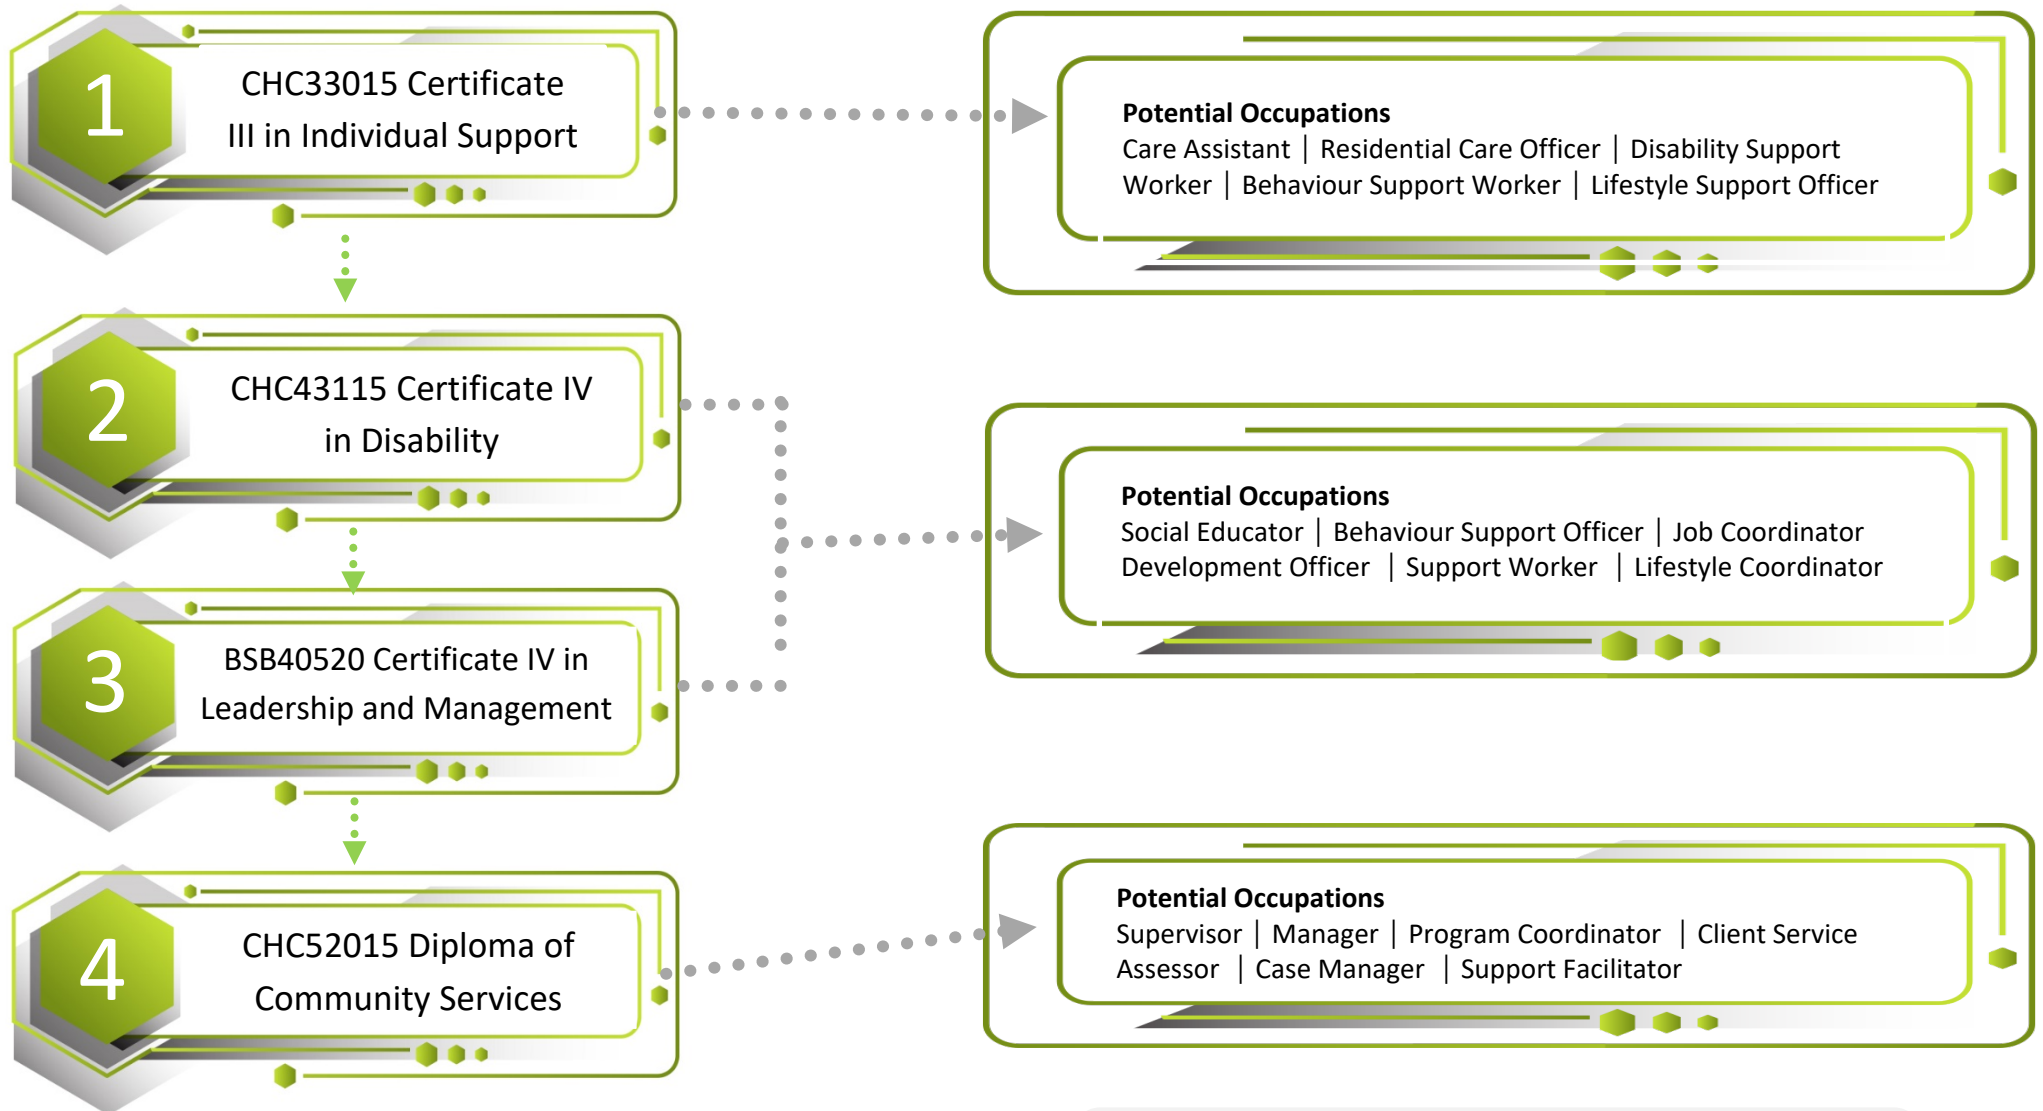 1
CHC33015 Certificate
III in Individual Support
Potential Occupations
Care Assistant | Residential Care Officer | Disability Support
Worker | Behaviour Support Worker | Lifestyle Support Officer
2
CHC43115 Certificate IV
in Disability
Potential Occupations
Social Educator | Behaviour Support Officer | Job Coordinator
Development Officer | Support Worker | Lifestyle Coordinator
3
BSB40520 Certificate IV in
Leadership and Management
4
CHC52015 Diploma of
Community Services
Potential Occupations
Supervisor | Manager | Program Coordinator | Client Service
Assessor | Case Manager | Support Facilitator